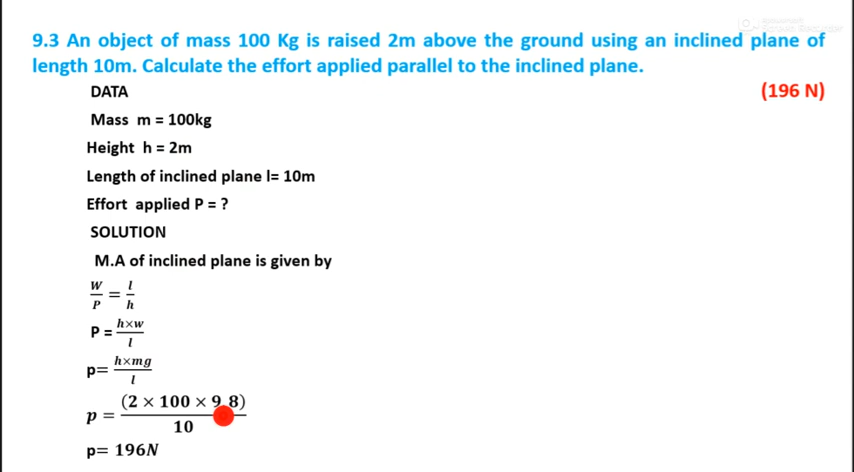 9.3 An object of mass 100 Kg is raised 2m above the ground using an inclined plane of
length 10m. Calculate the effort applied parallel to the inclined plane.
(196 N)
DATA
Mass m = 100kg
Height h = 2m
Length of inclined plane l= 10m
Effort applied P = ?
SOLUTION
M.A of inclined plane is given by
W/P = l/h
P = h×w/l
p= h×mg/l
p = (2 × 100 × 9.8)/10
p= 196N